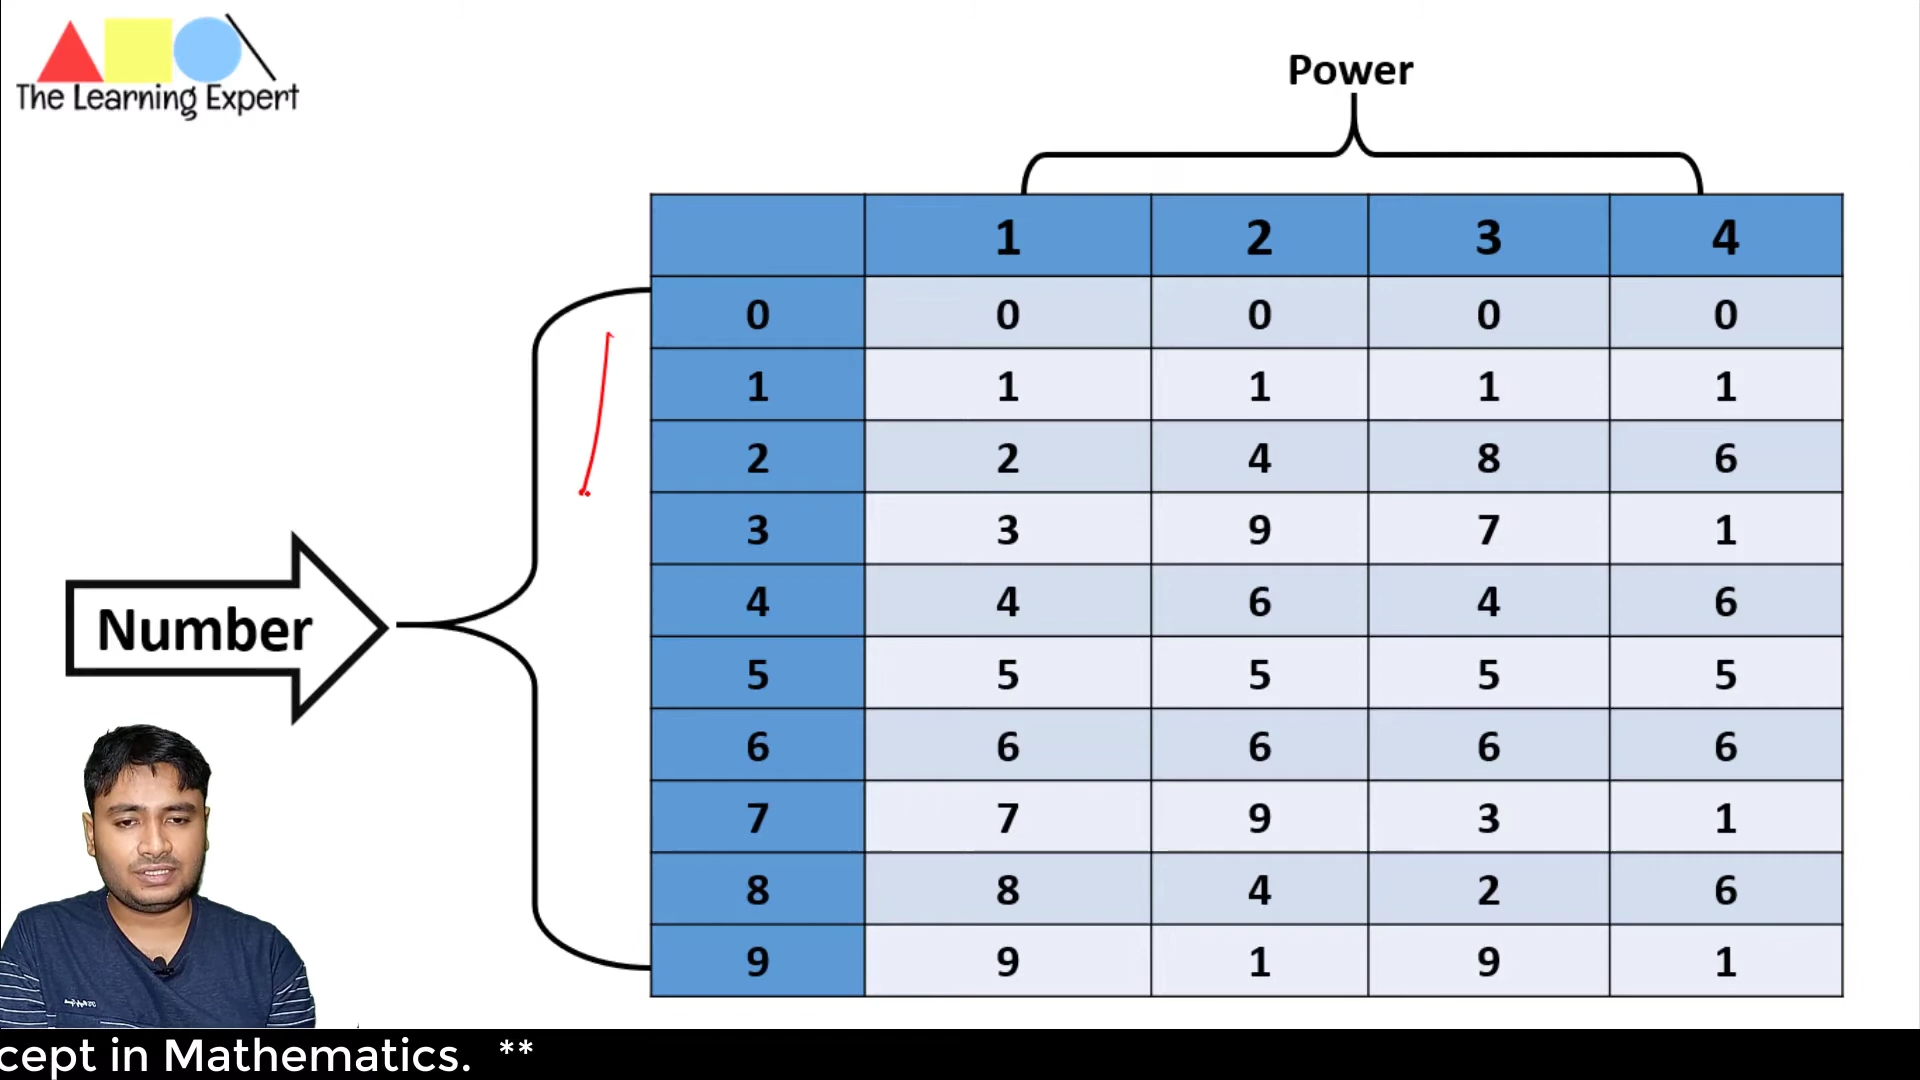 The Learning Expert
Power
1 2 3 4
0 0 0 0 0
1 1 1 1 1
2 2 4 8 6
3 3 9 7 1
4 4 6 4 6
5 5 5 5 5
6 6 6 6 6
7 7 9 3 1
8 8 4 2 6
9 9 1 9 1
Number
cept in Mathematics. **